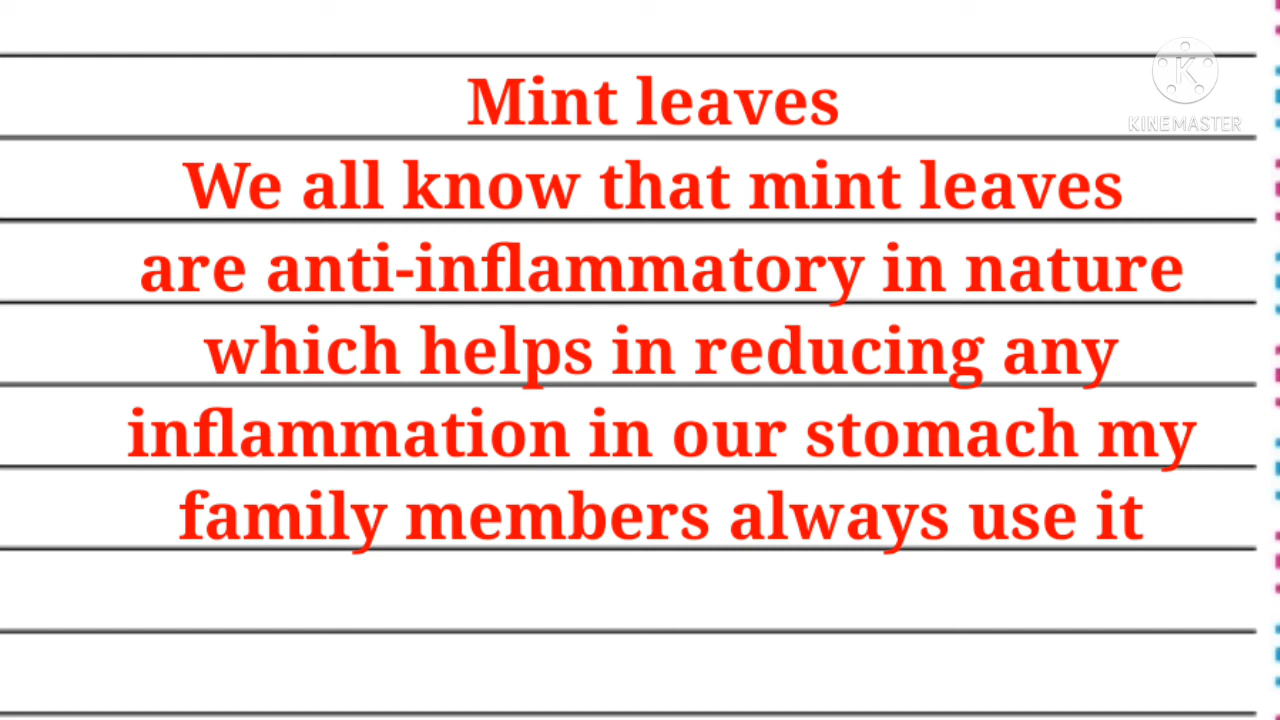 Mint leaves
KINEMASTER
We all know that mint leaves
are anti-inflammatory in nature
which helps in reducing any
inflammation in our stomach my
family members always use it